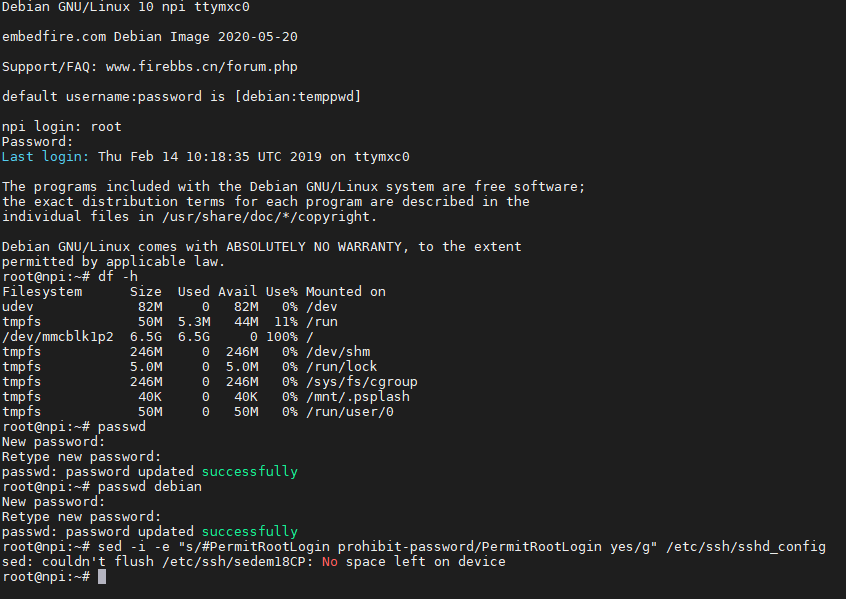 Debian GNU/Linux 10 npi ttymxc0
embedfire.com Debian Image 2020-05-20
Support/FAQ: www.firebbs.cn/forum.php
default username:password is [debian:temppwd]
npi login: root
Password:
Last login: Thu Feb 14 10:18:35 UTC 2019 on ttymxc0
The programs included with the Debian GNU/Linux system are free software;
the exact distribution terms for each program are described in the
individual files in /usr/share/doc/*/copyright.
Debian GNU/Linux comes with ABSOLUTELY NO WARRANTY, to the extent
permitted by applicable law.
root@npi:~# df -h
Filesystem      Size  Used Avail Use% Mounted on
udev             82M     0   82M   0% /dev
tmpfs            50M  5.3M   44M  11% /run
/dev/mmcblk1p2  6.5G  6.5G     0 100% /
tmpfs           246M     0  246M   0% /dev/shm
tmpfs           5.0M     0  5.0M   0% /run/lock
tmpfs           246M     0  246M   0% /sys/fs/cgroup
tmpfs            40K     0   40K   0% /mnt/.psplash
tmpfs            50M     0   50M   0% /run/user/0
root@npi:~# passwd
New password:
Retype new password:
passwd: password updated successfully
root@npi:~# passwd debian
New password:
Retype new password:
passwd: password updated successfully
root@npi:~# sed -i -e "s/#PermitRootLogin prohibit-password/PermitRootLogin yes/g" /etc/ssh/sshd_config
sed: couldn't flush /etc/ssh/sedem18CP: No space left on device
root@npi:~#